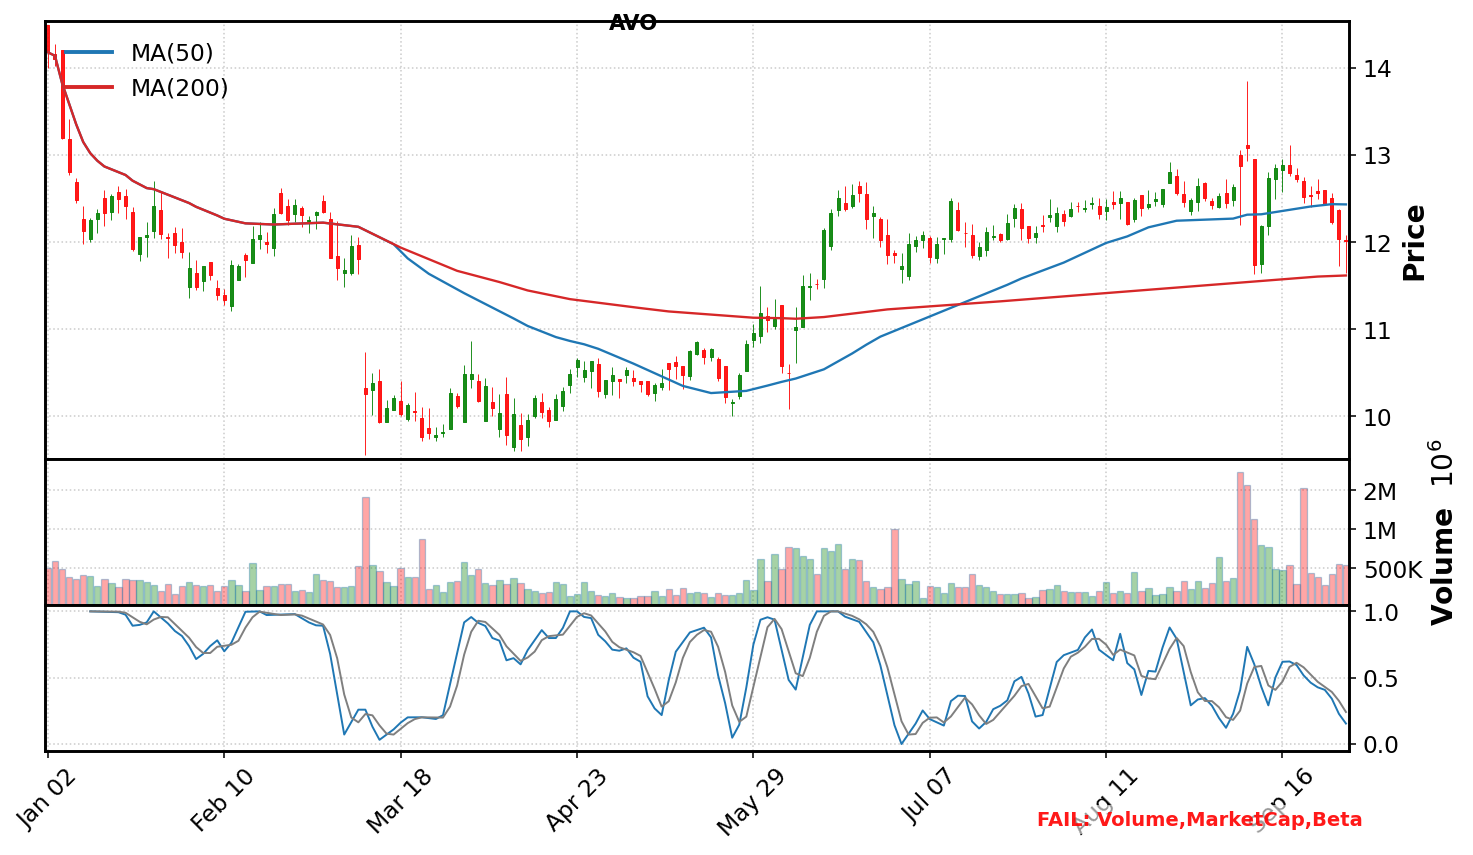 AVO
MA(50)
MA(200)
14
13
12
11
10
Price
10⁶
2M
1M
500K
Volume
1.0
0.5
0.0
Jan 02
Feb 10
Mar 18
Apr 23
May 29
Jul 07
Aug 11
Sep 16
FAIL: Volume,MarketCap,Beta